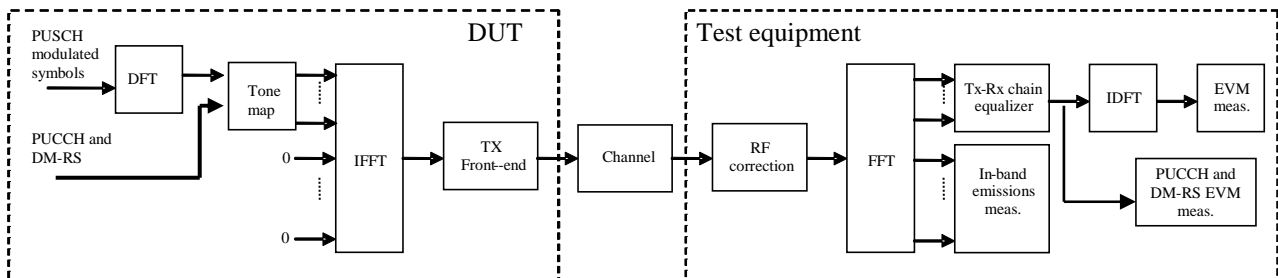 DUT
Test equipment
PUSCH
modulated
symbols
DFT
Tone
map
PUCCH and
DM-RS
0
0
IFFT
TX
Front--end
Channel
RF
correction
FFT
Tx-Rx chain
equalizer
IDFT
EVM
meas.
In-band
emissions
meas.
PUCCH and
DM-RS EVM
meas.